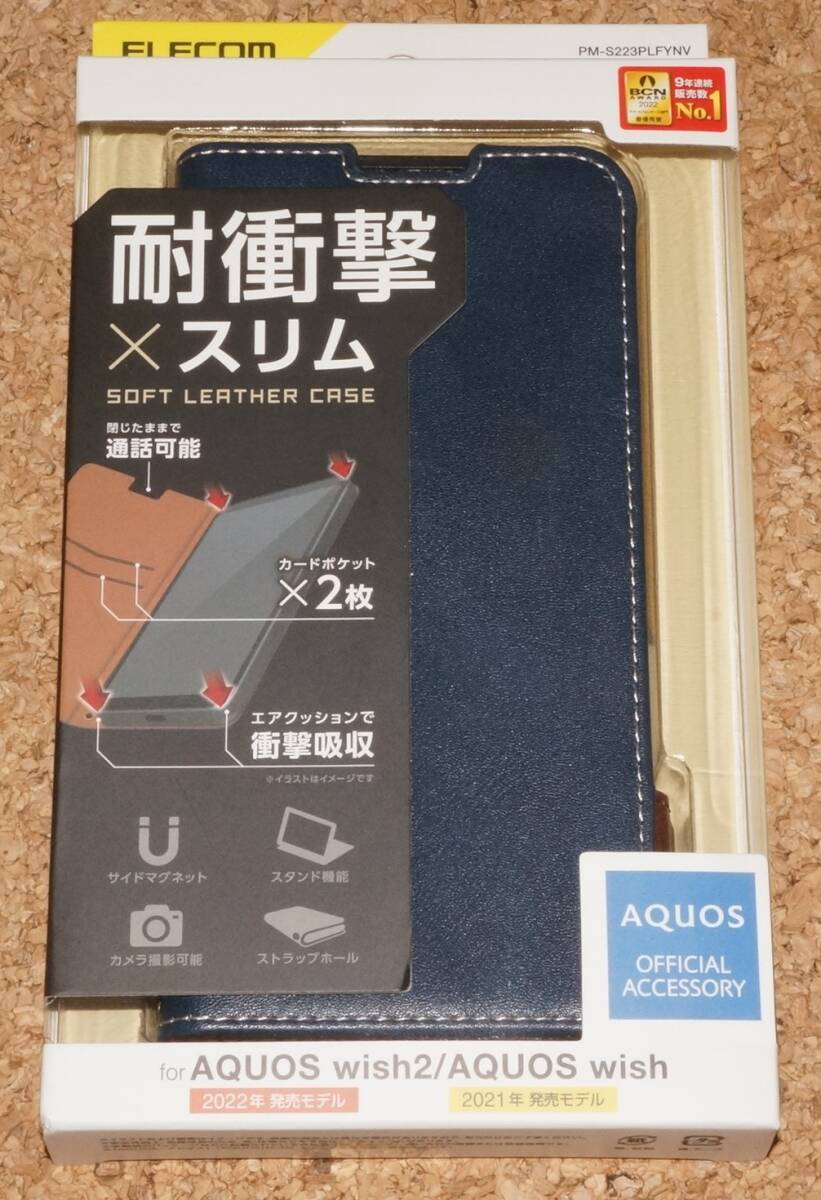 ELECOM
PM-S223PLFYNV
BCN
AWARD
2022
最優秀賞
9年連続
販売数
No.1
耐衝撃
×スリム
SOFT LEATHER CASE
閉じたままで
通話可能
カードポケット
×2枚
エアクッションで
衝撃吸収
※イラストはイメージです
サイドマグネット
スタンド機能
カメラ撮影可能
ストラップホール
AQUOS
OFFICIAL
ACCESSORY
for AQUOS wish2/AQUOS wish
2022年 発売モデル
2021年 発売モデル